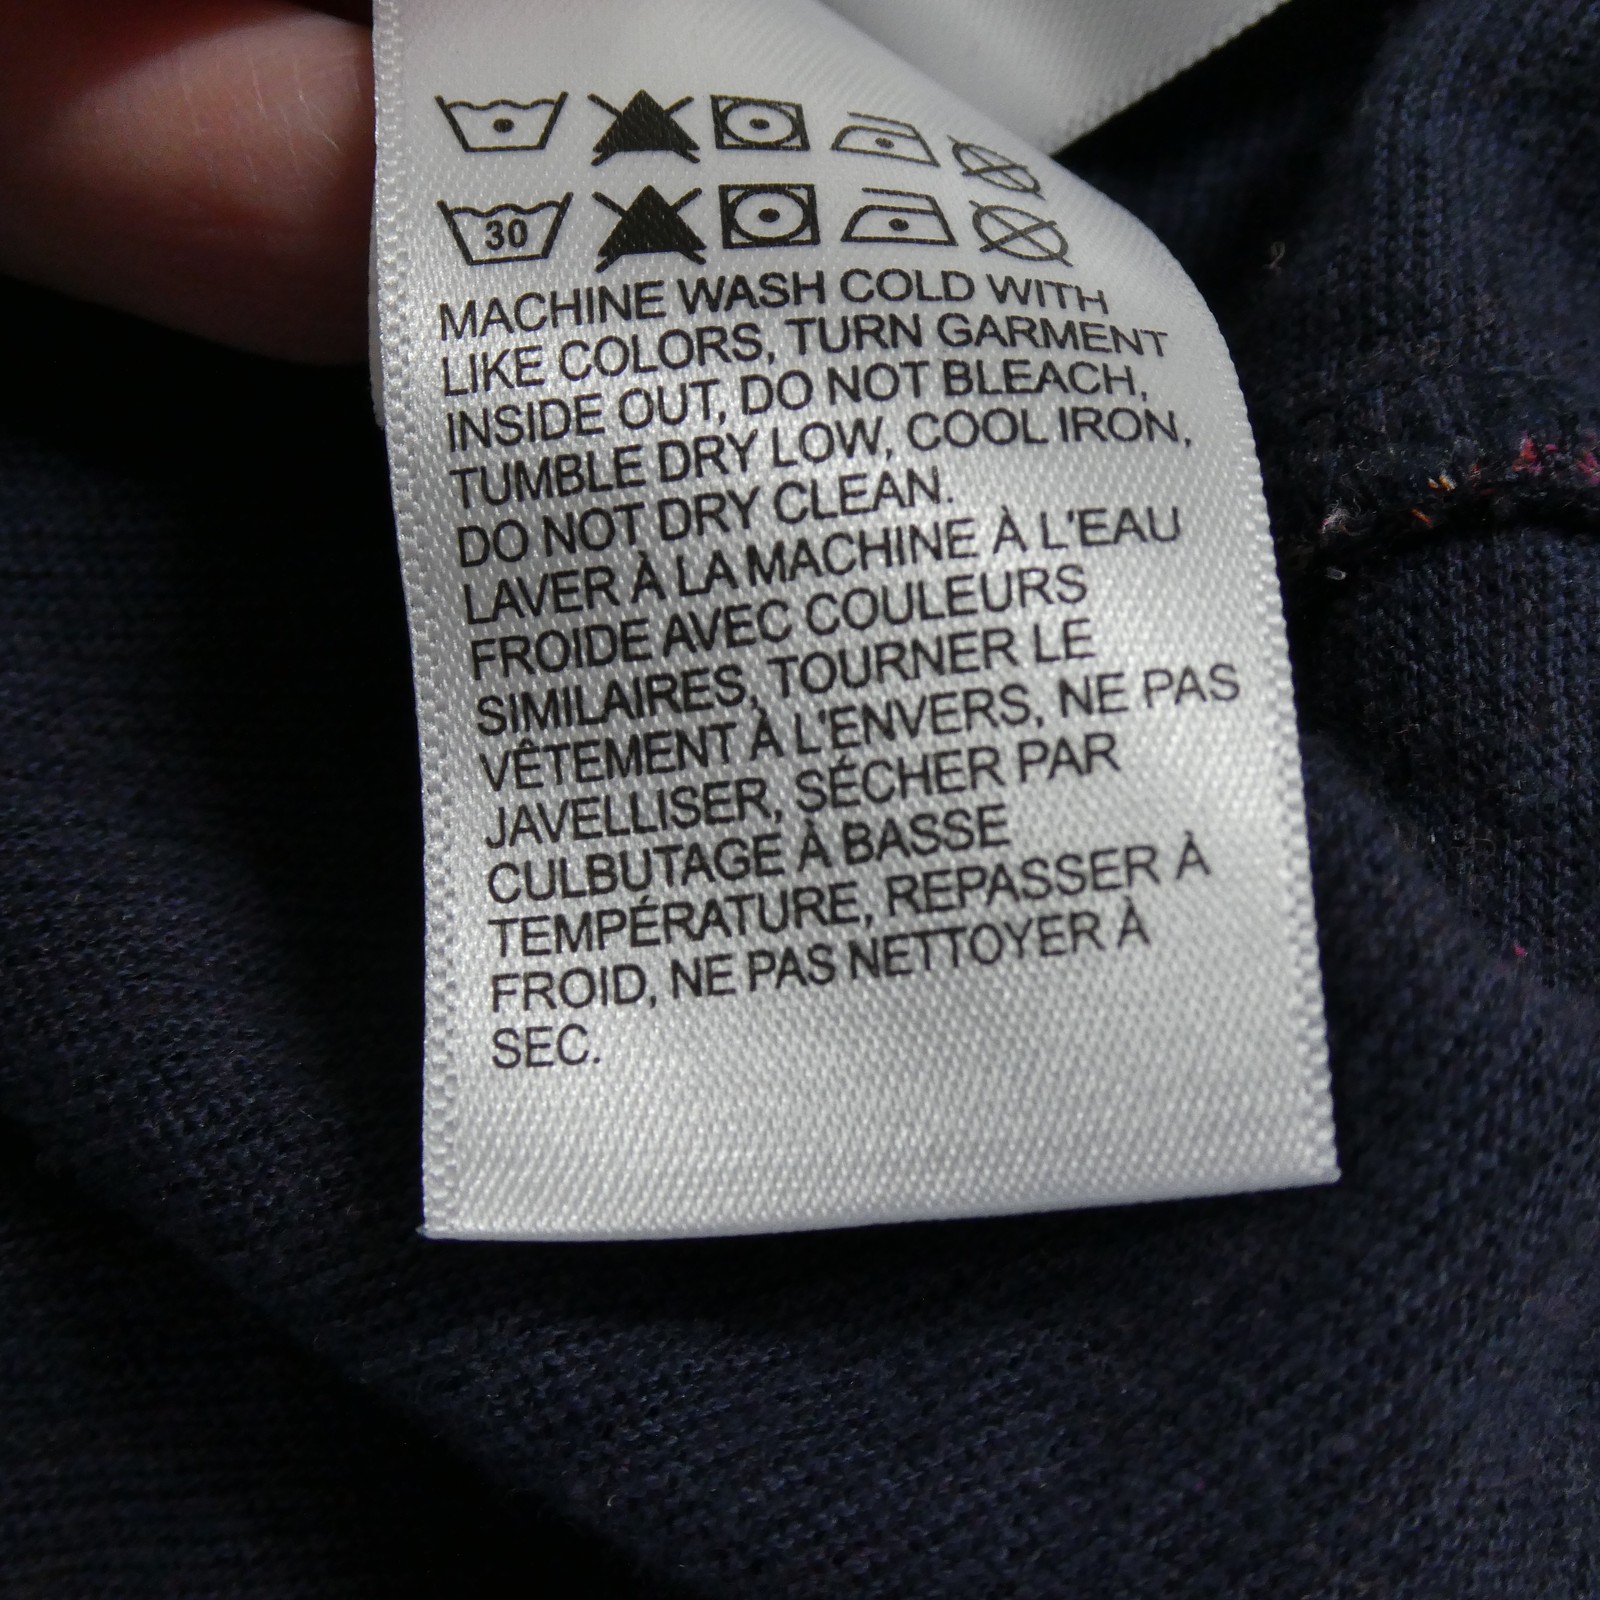 30
MACHINE WASH COLD WITH
LIKE COLORS, TURN GARMENT
INSIDE OUT, DO NOT BLEACH,
TUMBLE DRY LOW, COOL IRON,
DO NOT DRY CLEAN.
LAVER À LA MACHINE À L'EAU
FROIDE AVEC COULEURS
SIMILAIRES, TOURNER LE
VÊTEMENT À L'ENVERS, NE PAS
JAVELLISER, SÉCHER PAR
CULBUTAGE À BASSE
TEMPÉRATURE, REPASSER À
FROID, NE PAS NETTOYER À
SEC.